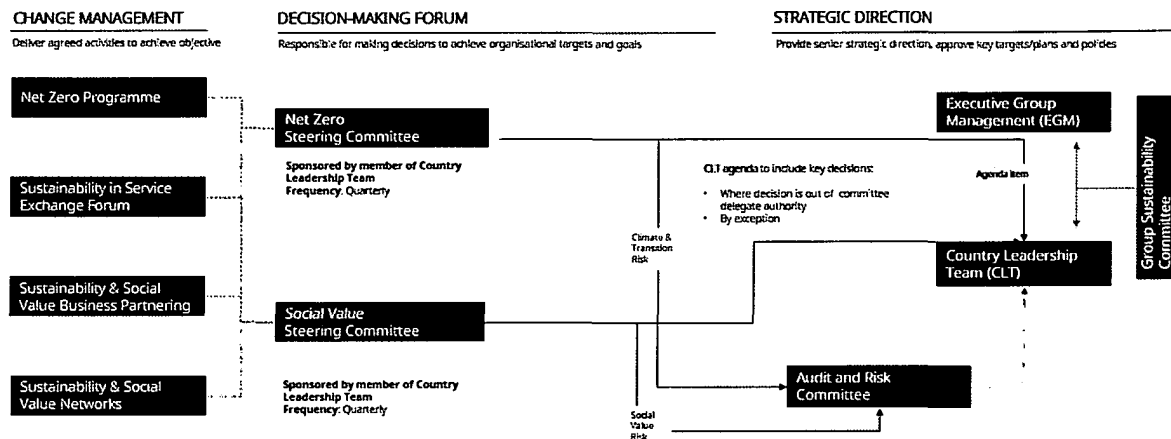 CHANGE MANAGEMENT
Deliver agreed activities to achieve objective
DECISION-MAKING FORUM
Responsible for making decisions to achieve organisational targets and goals
STRATEGIC DIRECTION
Provide senior strategic direction, approve key targets/plans and policies
Net Zero Programme
Sustainability in Service
Exchange Forum
Sustainability & Social
Value Business Partnering
Sustainability & Social
Value Networks
Net Zero
Steering Committee
Sponsored by member of Country
Leadership Team
Frequency: Quarterly
Social Value
Steering Committee
Sponsored by member of Country
Leadership Team
Frequency: Quarterly
Climate &
Transition
Risk
Social
Value
Risk
CLT agenda to include key decisions:
• Where decision is out of committee
delegate authority
• By exception
Agenda item
Executive Group
Management (EGM)
Country Leadership
Team (CLT)
Audit and Risk
Committee
Group Sustainability
Committee